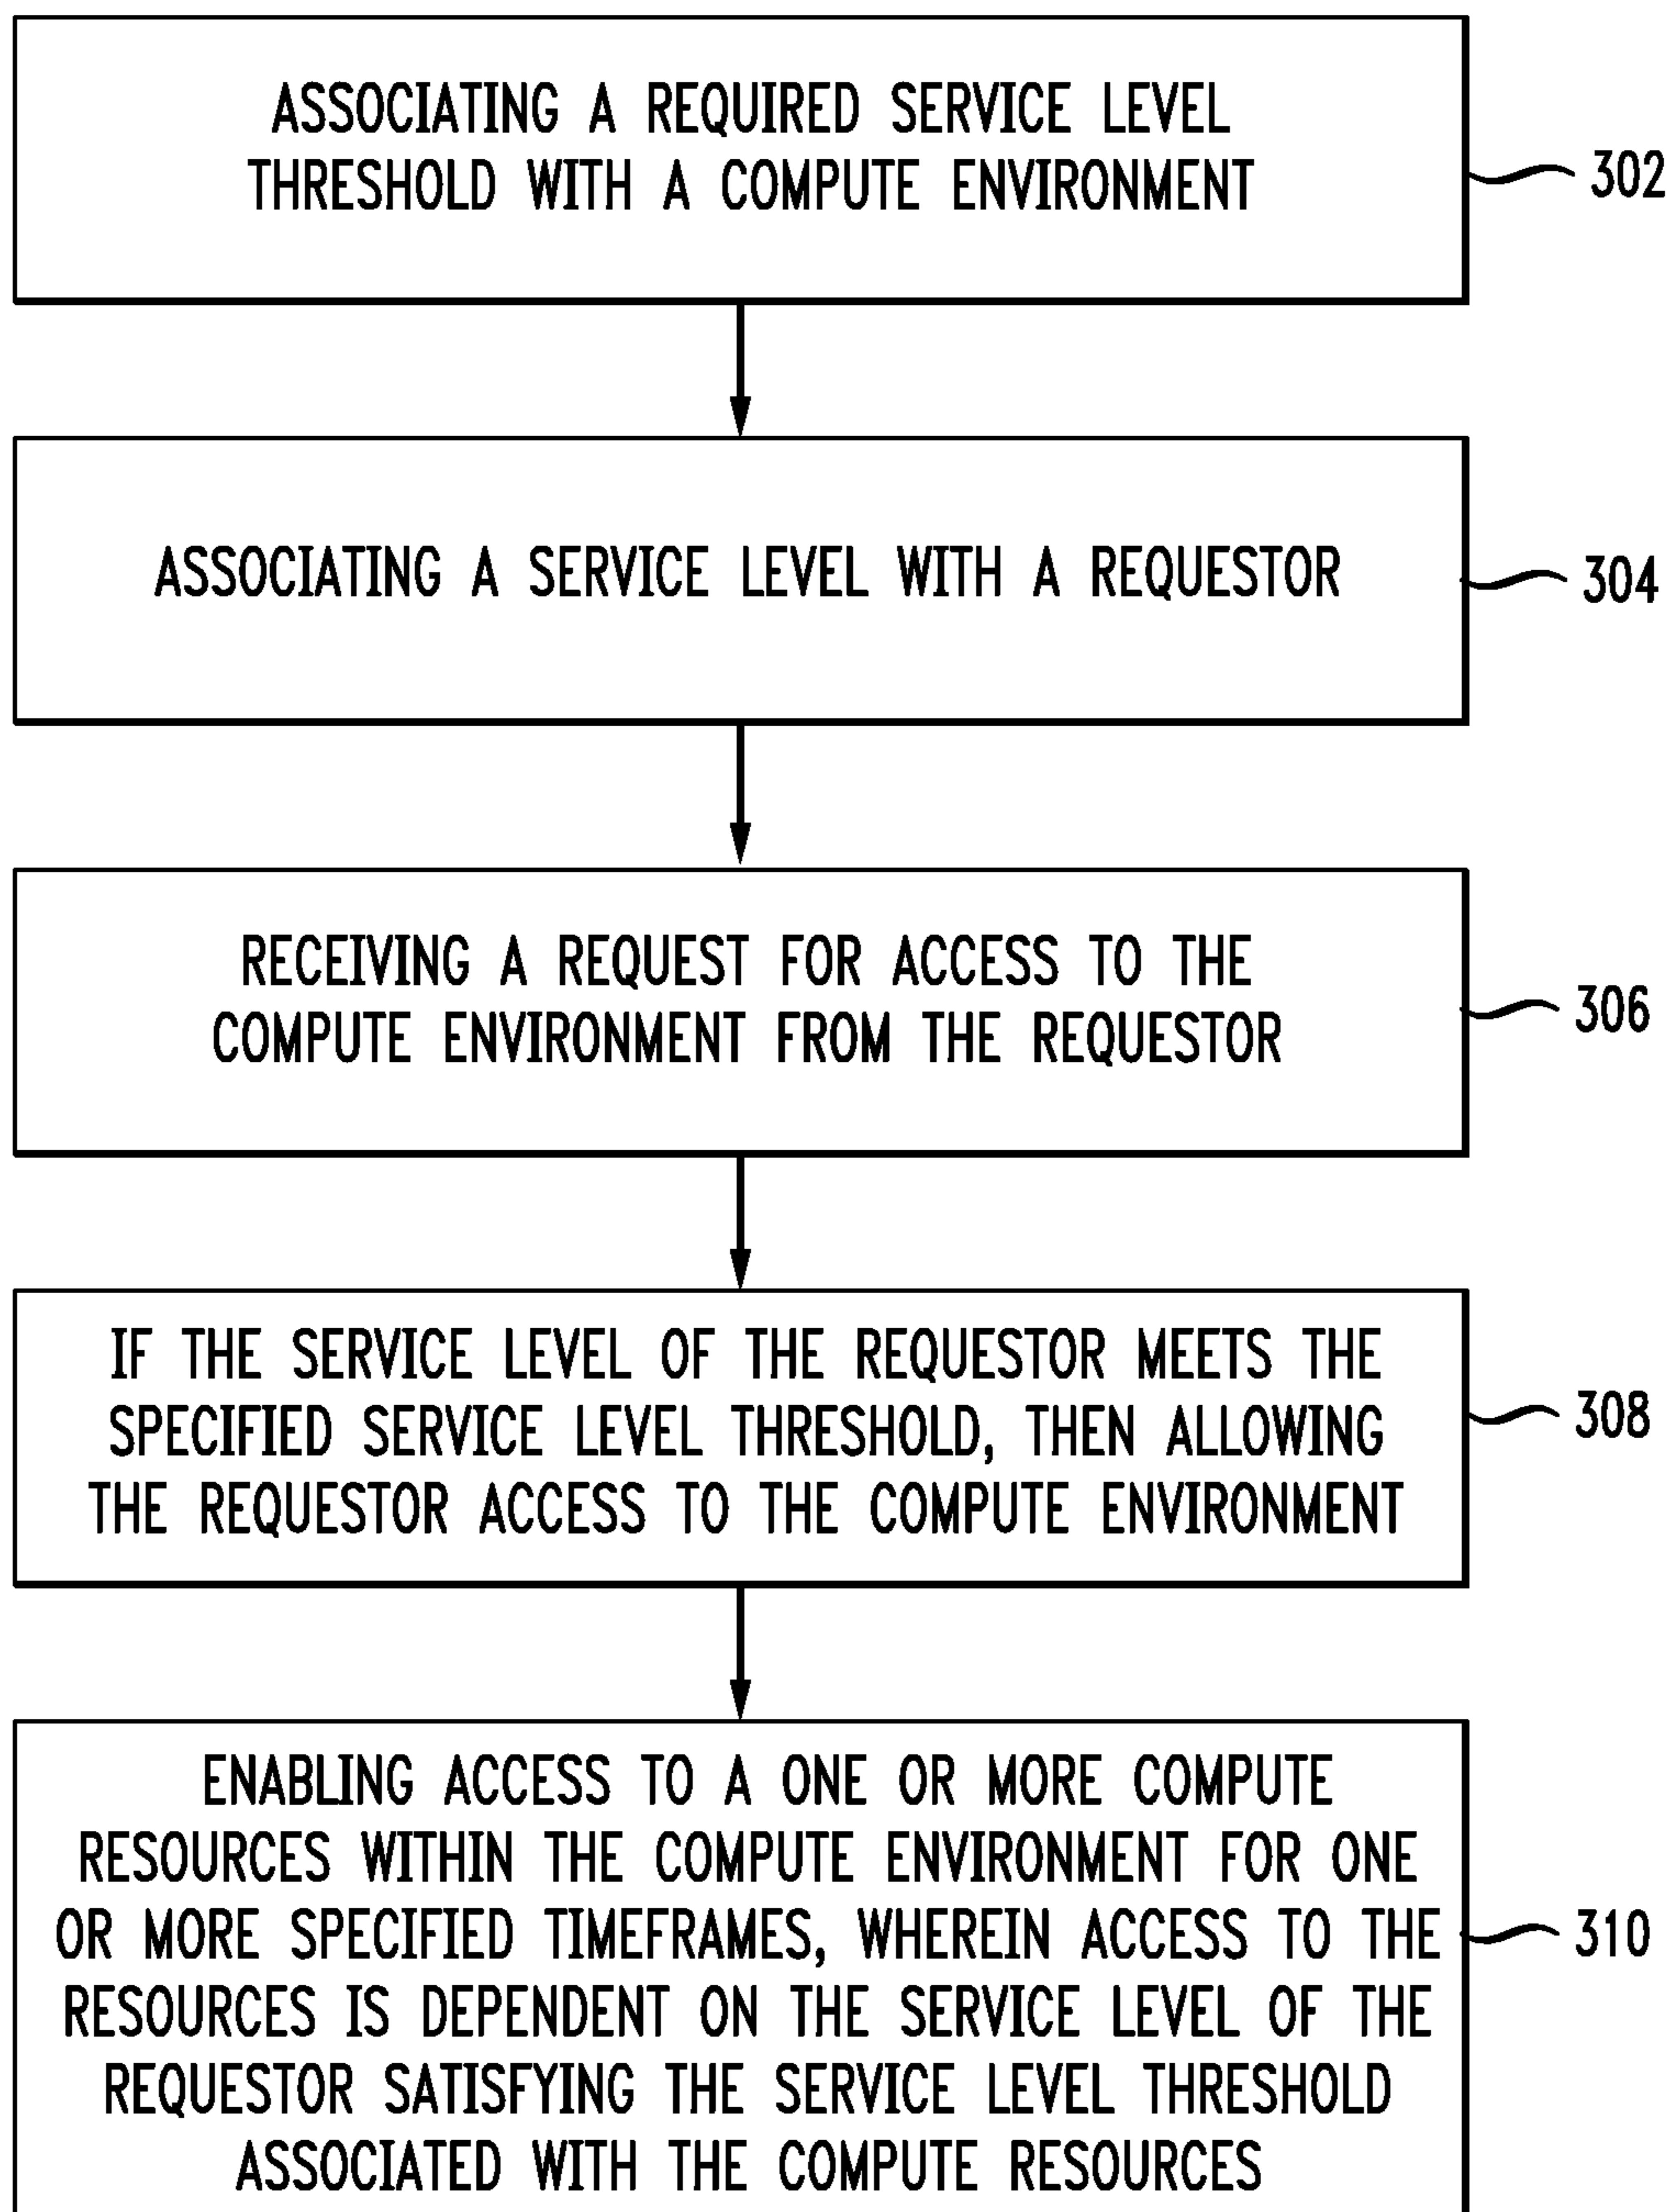 ASSOCIATING A REQUIRED SERVICE LEVEL
THRESHOLD WITH A COMPUTE ENVIRONMENT
302
ASSOCIATING A SERVICE LEVEL WITH A REQUESTOR
304
RECEIVING A REQUEST FOR ACCESS TO THE
COMPUTE ENVIRONMENT FROM THE REQUESTOR
306
IF THE SERVICE LEVEL OF THE REQUESTOR MEETS THE
SPECIFIED SERVICE LEVEL THRESHOLD, THEN ALLOWING
THE REQUESTOR ACCESS TO THE COMPUTE ENVIRONMENT
308
ENABLING ACCESS TO A ONE OR MORE COMPUTE
RESOURCES WITHIN THE COMPUTE ENVIRONMENT FOR ONE
OR MORE SPECIFIED TIMEFRAMES, WHEREIN ACCESS TO THE
RESOURCES IS DEPENDENT ON THE SERVICE LEVEL OF THE
REQUESTOR SATISFYING THE SERVICE LEVEL THRESHOLD
ASSOCIATED WITH THE COMPUTE RESOURCES
310